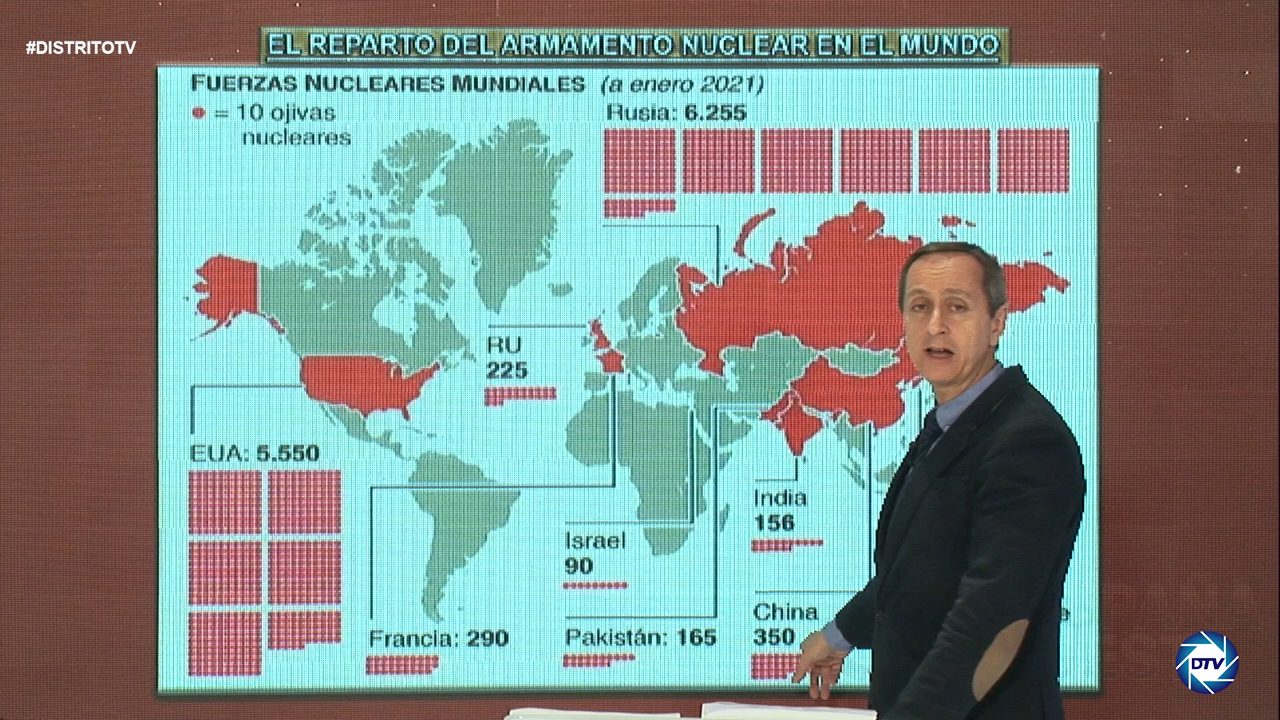 #DISTRITOTV
EL REPARTO DEL ARMAMENTO NUCLEAR EN EL MUNDO
FUERZAS NUCLEARES MUNDIALES (a enero 2021)
= 10 ojivas
nucleares
Rusia: 6.255
RU
225
EUA: 5.550
India
156
Israel
90
China
350
Francia: 290
Pakistán: 165
DTV